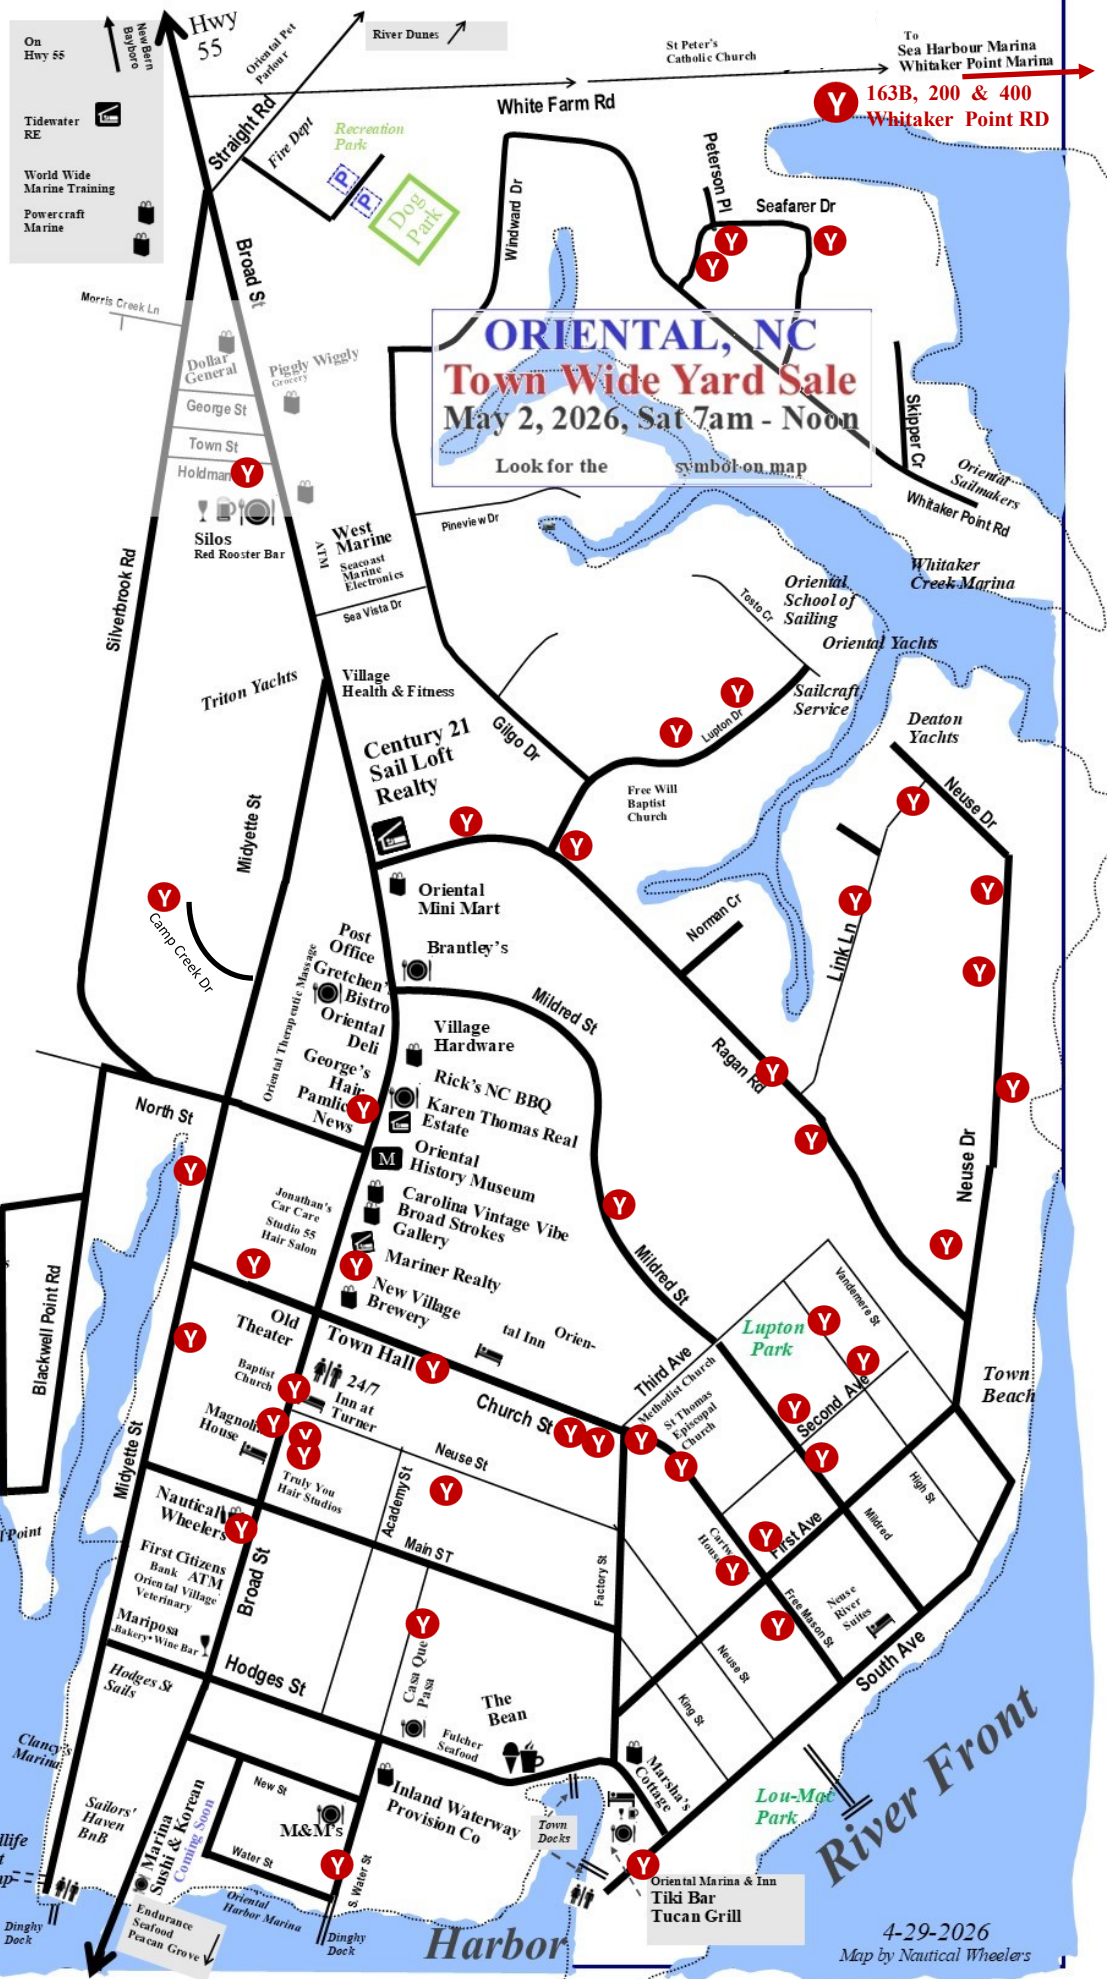 On
Hwy 55
New Bern
Bayboro
Hwy
55
Oriental Pet
Parlour
River Dunes
St Peter's
Catholic Church
To
Sea Harbour Marina
Whitaker Point Marina
Y
163B, 200 & 400
Whitaker Point RD
White Farm Rd
Tidewater
RE
World Wide
Marine Training
Powercraft
Marine
Straight Rd
Fire Dept
Recreation
Park
P
P
Dog
Park
Windward Dr
Peterson Pl
Seafarer Dr
Y
Y
Y
Broad St
Morris Creek Ln
Dollar
General
Piggly Wiggly
Grocery
George St
Town St
Holdman
Y
Silos
Red Rooster Bar
ORIENTAL, NC
Town Wide Yard Sale
May 2, 2026, Sat 7am - Noon
Look for the symbol on map
Skipper Cr
Oriental
Sailmakers
Whitaker Point Rd
Pineview Dr
ATM
West
Marine
Seacoast
Marine
Electronics
Sea Vista Dr
Silverbrook Rd
Whitaker
Creek Marina
Oriental
School of
Sailing
Tosto Cr
Oriental Yachts
Triton Yachts
Village
Health & Fitness
Y
Y
Lupton Dr
Sailcraft
Service
Deaton
Yachts
Gilgo Dr
Century 21
Sail Loft
Realty
Free Will
Baptist
Church
Neuse Dr
Y
Y
Y
Midyette St
Oriental
Mini Mart
Y
Y
Y
Camp Creek Dr
Norman Cr
Link Ln
Y
Brantley's
Post
Office
Gretchen's
Bistro
Oriental
Deli
George's
Hair
Pamlico
News
Y
Oriental Therapeutic Massage
Mildred St
Village
Hardware
Rick's NC BBQ
Karen Thomas Real
Estate
M
Oriental
History Museum
Carolina Vintage Vibe
Broad Strokes
Gallery
Mariner Realty
New Village
Brewery
Ragan Rd
Y
Y
Y
Neuse Dr
Y
North St
Y
Jonathan's
Car Care
Studio 55
Hair Salon
Y
Y
Y
Mildred St
Blackwell Point Rd
Y
Old
Theater
Town Hall
Y
tal Inn
Orien-
Vandemere St
Lupton
Park
Y
Y
Third Ave
Methodist Church
St Thomas
Episcopal
Church
Second Ave
Y
Y
Town
Beach
Baptist
Church
Y
24/7
Inn at
Turner
Magnolia
House
Y
Y
Y
Church St
Y
Y
Y
Y
Midyette St
Neuse St
Y
Academy St
Truly You
Hair Studios
Main ST
High St
Mildred
Nautical
Wheelers
Y
Y
First Ave
Y
Point
First Citizens
Bank ATM
Oriental Village
Veterinary
Broad St
Factory St
Free Mason St
Neuse
River
Suites
Mariposa
Bakery•Wine Bar
Y
Y
Casa Que
Pasa
Neuse St
South Ave
Hodges St
Sails
Hodges St
The
Bean
Fulcher
Seafood
King St
Clancy's
Marina
Marsha's
Cottage
Lou-Mac
Park
River Front
New St
Inland Waterway
Provision Co
M&M's
Sailors'
Haven
BnB
Marina
Sushi & Korean
Coming Soon
Water St
Y
S. Water St
Town
Docks
Y
Oriental Marina & Inn
Tiki Bar
Tucan Grill
Oriental
Harbor Marina
Dinghy
Dock
Endurance
Seafood
Peacan Grove
Dinghy
Dock
Harbor
4-29-2026
Map by Nautical Wheelers